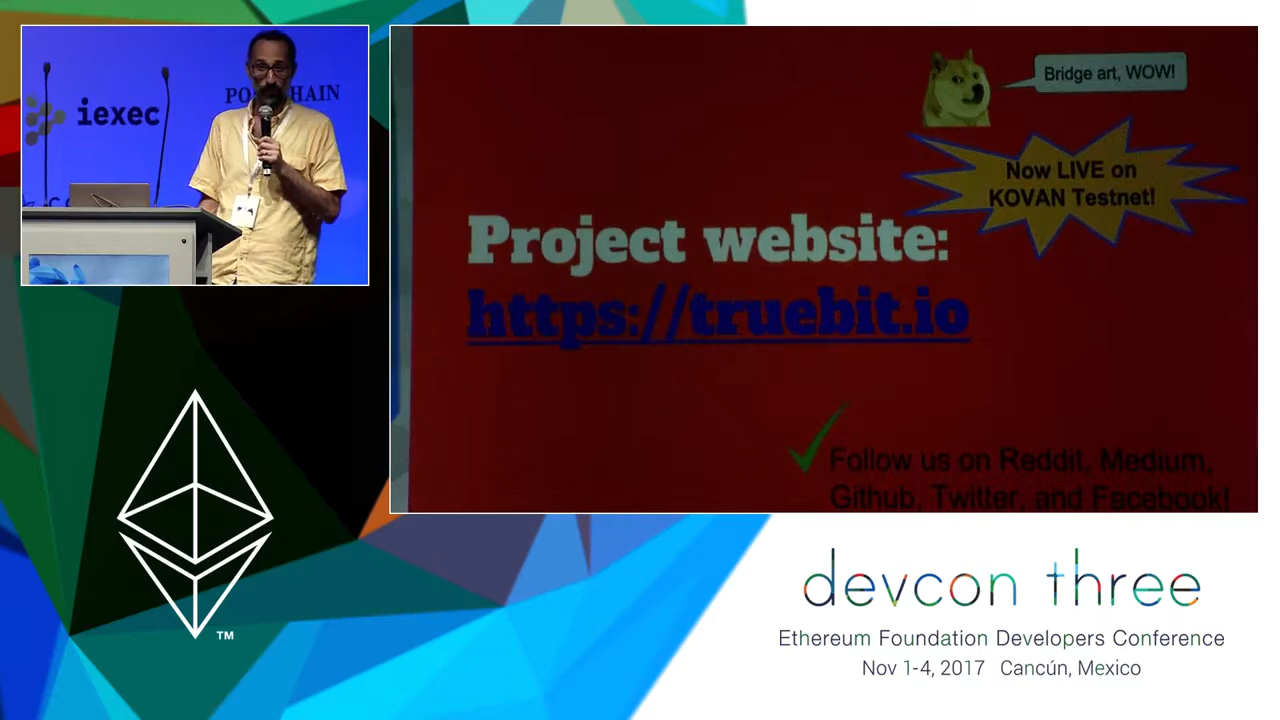 iexec
Bridge art, WOW!
Now LIVE on
KOVAN Testnet!
Project website:
https://truebit.io
Follow us on Reddit, Medium,
Github, Twitter, and Facebook!
TM
devcon three
Ethereum Foundation Developers Conference
Nov 1-4, 2017 Cancún, Mexico